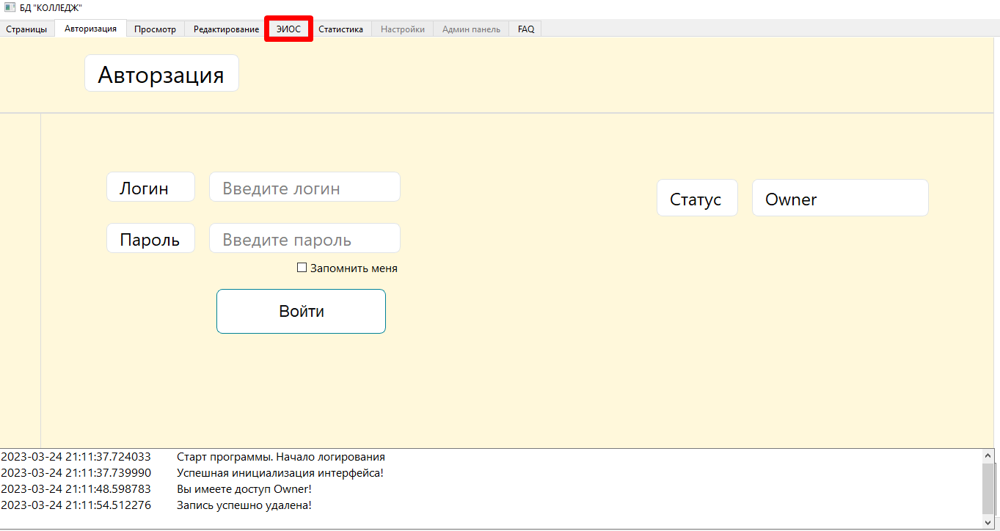 БД "КОЛЛЕДЖ"
Страницы Авторизация Просмотр Редактирование ЭИОС Статистика Настройки Админ панель FAQ
Авторзация
Логин Введите логин
Статус Owner
Пароль Введите пароль
Запомнить меня
Войти
2023-03-24 21:11:37.724033 Старт программы. Начало логирования
2023-03-24 21:11:37.739990 Успешная инициализация интерфейса!
2023-03-24 21:11:48.598783 Вы имеете доступ Owner!
2023-03-24 21:11:54.512276 Запись успешно удалена!